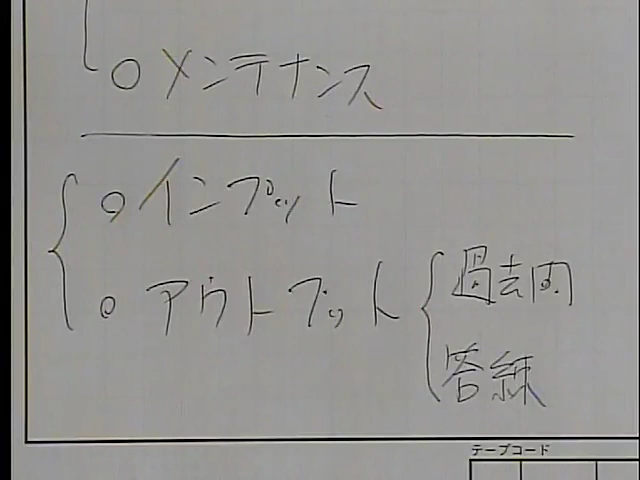 ○メンテナンス
○インプット
○アウトプット
過去問
答練
テープコード